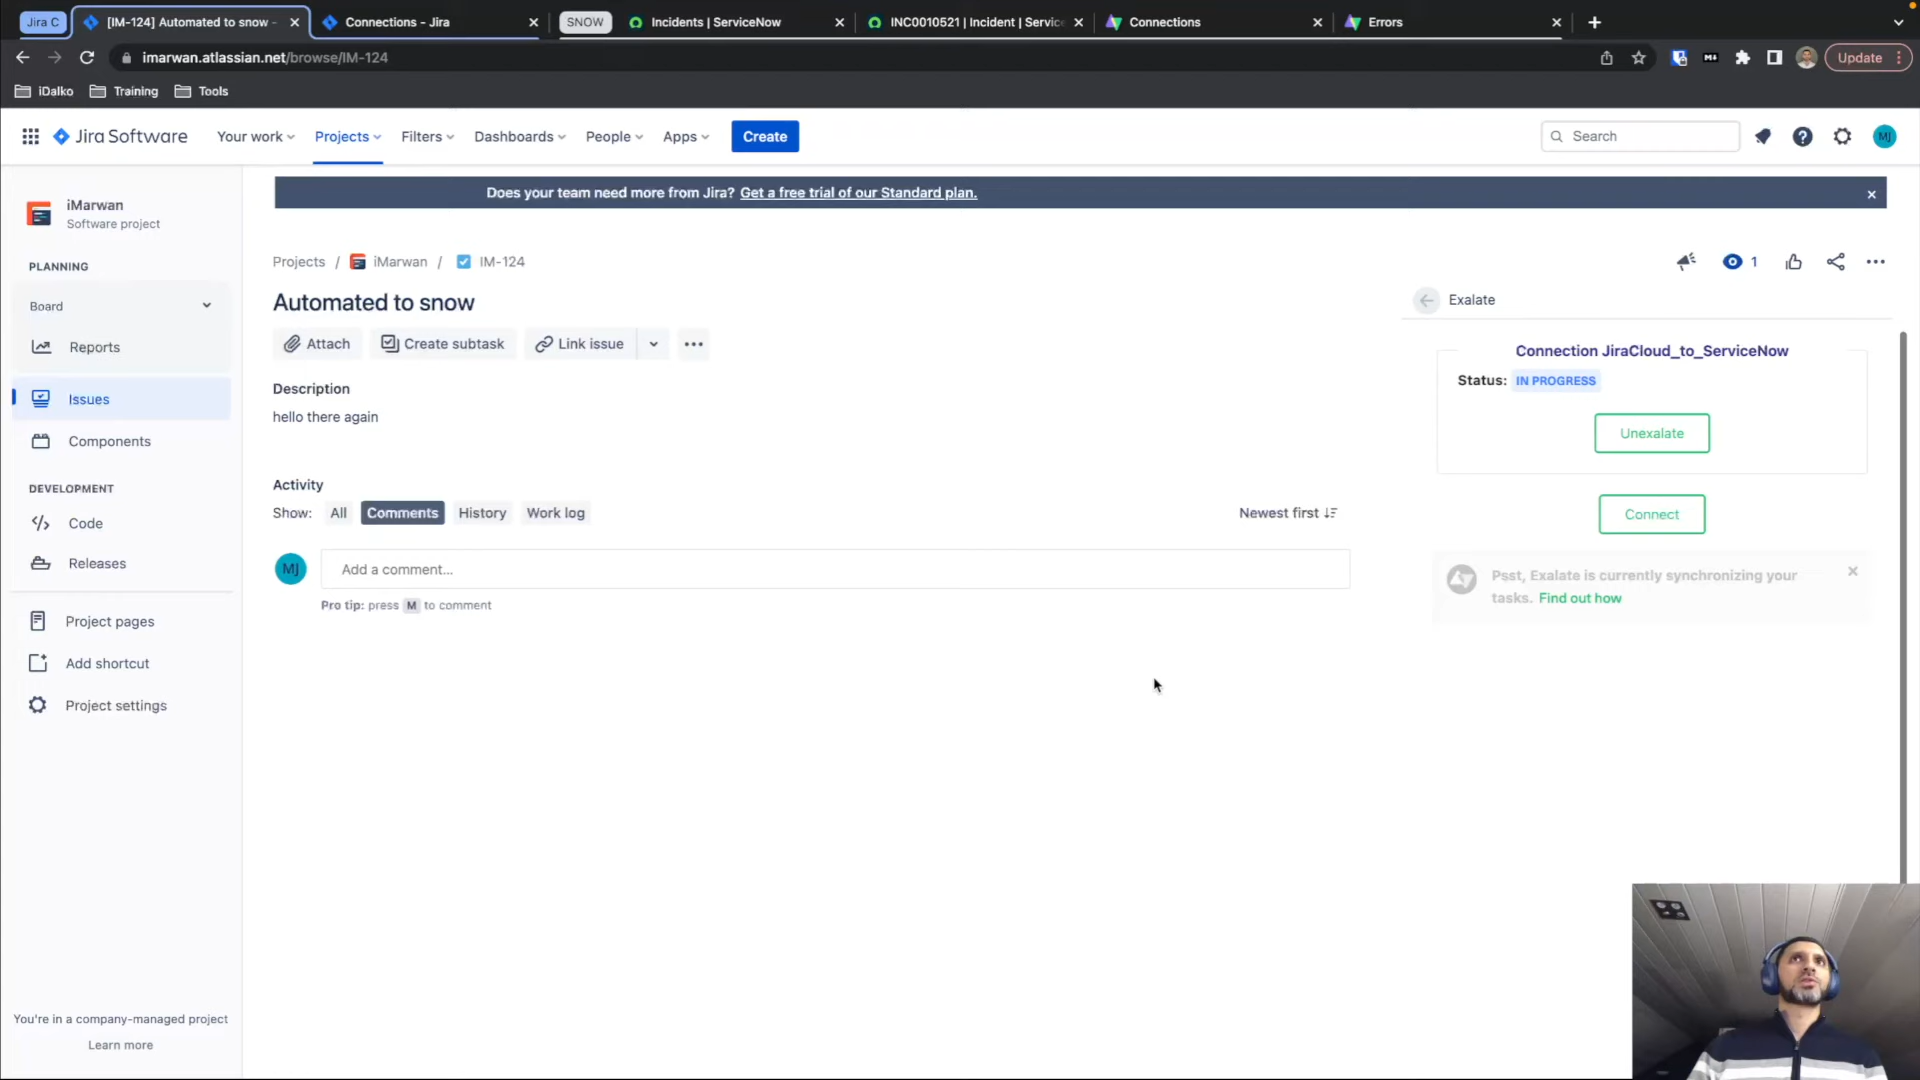 Jira C
[IM-124] Automated to snow -
Connections - Jira
SNOW
Incidents | ServiceNow
INC0010521 | Incident | Servic
Connections
Errors
imarwan.atlassian.net/browse/IM-124
Update
iDalko
Training
Tools
Jira Software
Your work
Projects
Filters
Dashboards
People
Apps
Create
Search
MJ
Does your team need more from Jira? Get a free trial of our Standard plan.
iMarwan
Software project
PLANNING
Board
Reports
Issues
Components
DEVELOPMENT
Code
Releases
Project pages
Add shortcut
Project settings
You're in a company-managed project
Learn more
Projects / iMarwan / IM-124
1
Automated to snow
Attach
Create subtask
Link issue
Description
hello there again
Activity
Show:
All
Comments
History
Work log
Newest first
MJ
Add a comment...
Pro tip: press M to comment
Exalate
Connection JiraCloud_to_ServiceNow
Status: IN PROGRESS
Unexalate
Connect
Psst, Exalate is currently synchronizing your
tasks. Find out how